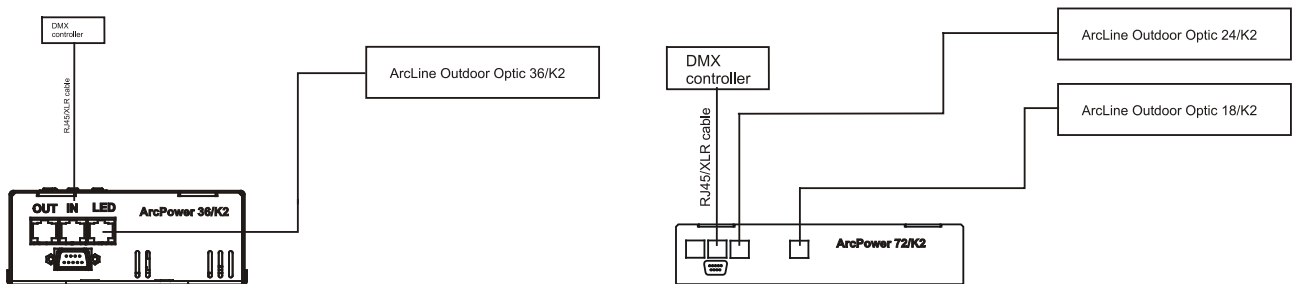 DMX
controller
RJ45/XLR cable
ArcLine Outdoor Optic 36/K2
OUT IN LED
ArcPower 36/K2
DMX
controller
RJ45/XLR cable
ArcLine Outdoor Optic 24/K2
ArcLine Outdoor Optic 18/K2
ArcPower 72/K2